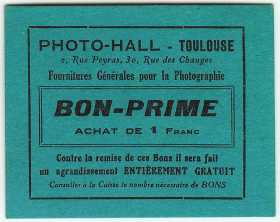 PHOTO-HALL - TOULOUSE
2, Rue Peyras, 30, Rue des Changes
Fournitures Générales pour la Photographie
BON-PRIME
ACHAT DE 1 FRANC
Contre la remise de ces Bons il sera fait
un agrandissement ENTIÈREMENT GRATUIT
Consulter à la Caisse le nombre nécessaire de BONS